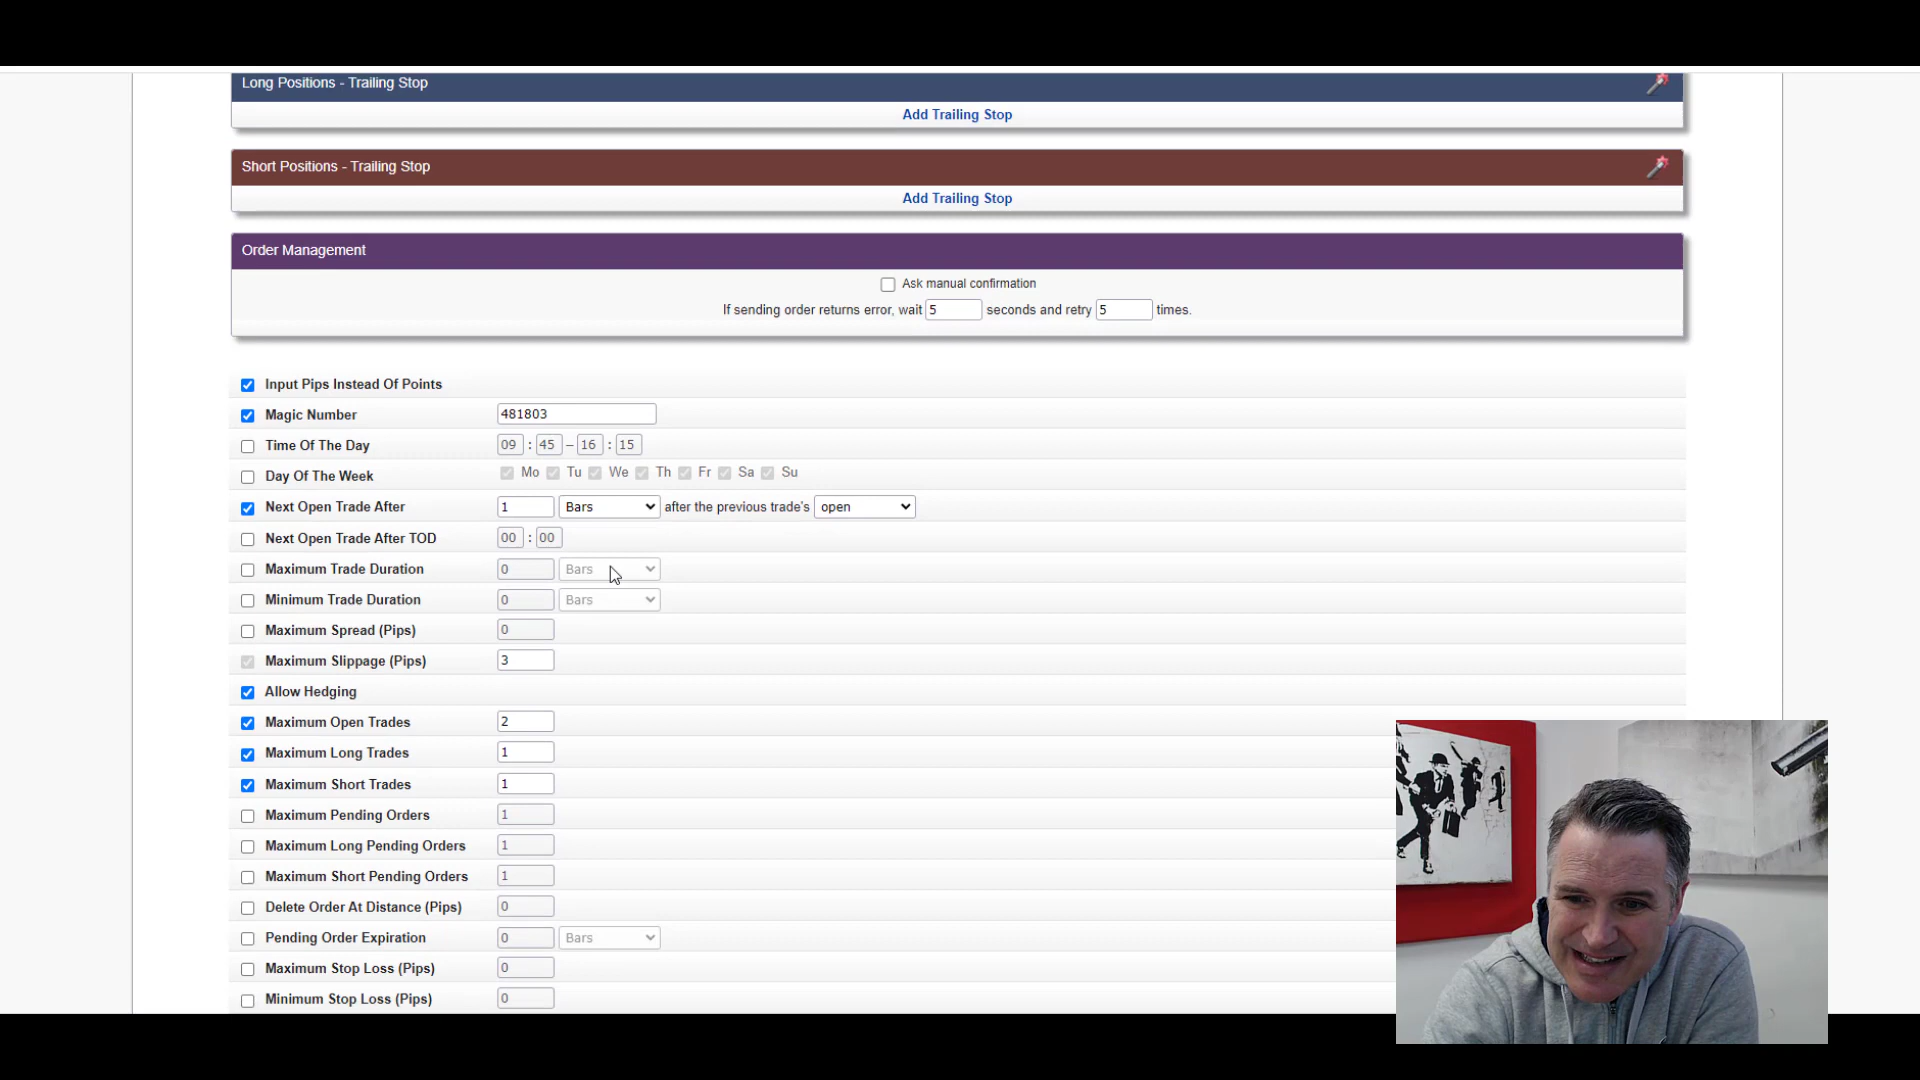 Long Positions - Trailing Stop
Add Trailing Stop
Short Positions - Trailing Stop
Add Trailing Stop
Order Management
Ask manual confirmation
If sending order returns error, wait 5 seconds and retry 5 times.
Input Pips Instead Of Points
Magic Number 481803
Time Of The Day 09 : 45 – 16 : 15
Day Of The Week Mo Tu We Th Fr Sa Su
Next Open Trade After 1 Bars after the previous trade's open
Next Open Trade After TOD 00 : 00
Maximum Trade Duration 0 Bars
Minimum Trade Duration 0 Bars
Maximum Spread (Pips) 0
Maximum Slippage (Pips) 3
Allow Hedging
Maximum Open Trades 2
Maximum Long Trades 1
Maximum Short Trades 1
Maximum Pending Orders 1
Maximum Long Pending Orders 1
Maximum Short Pending Orders 1
Delete Order At Distance (Pips) 0
Pending Order Expiration 0 Bars
Maximum Stop Loss (Pips) 0
Minimum Stop Loss (Pips) 0